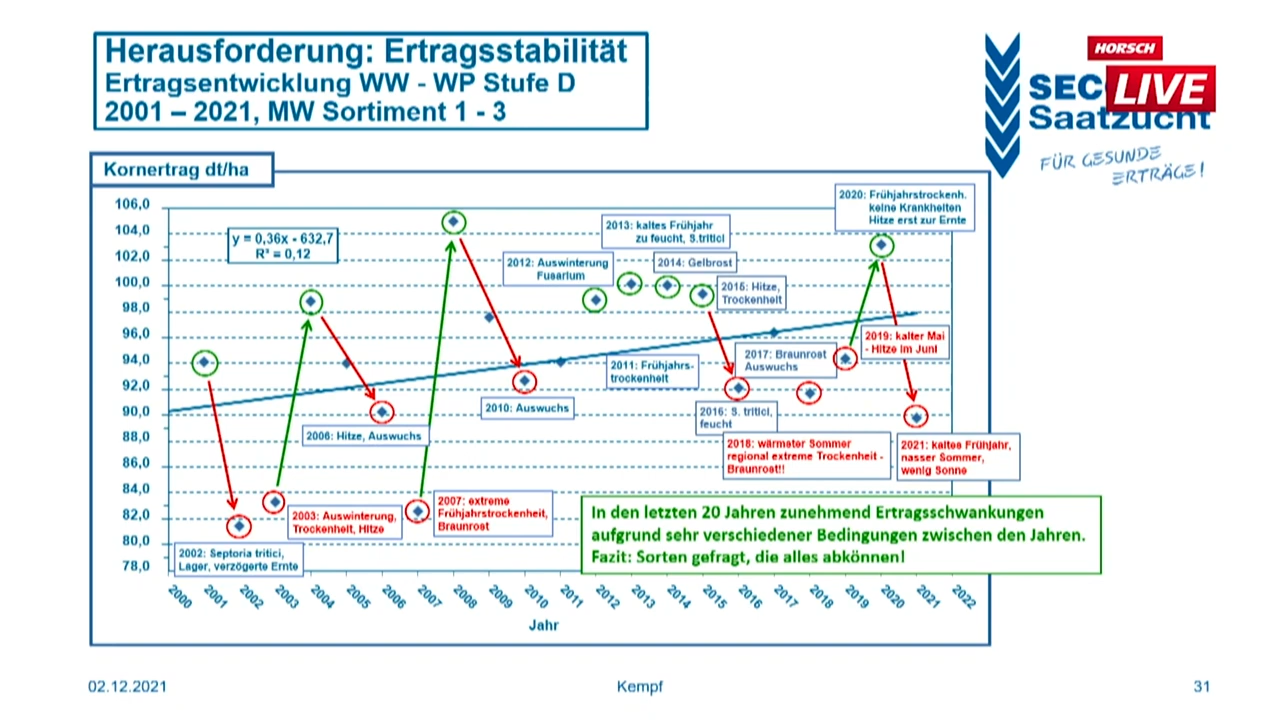 Herausforderung: Ertragsstabilität
Ertragsentwicklung WW - WP Stufe D
2001 – 2021, MW Sortiment 1 - 3
HORSCH
LIVE
SEC
Saatzucht
FÜR GESUNDE
ERTRÄGE!
Kornertrag dt/ha
106,0
104,0
102,0
100,0
98,0
96,0
94,0
92,0
90,0
88,0
86,0
84,0
82,0
80,0
78,0
y = 0,36x - 632,7
R² = 0,12
2002: Septoria tritici,
Lager, verzögerte Ernte
2003: Auswinterung,
Trockenheit, Hitze
2006: Hitze, Auswuchs
2007: extreme
Frühjahrstrockenheit,
Braunrost
2010: Auswuchs
2012: Auswinterung
Fusarium
2011: Frühjahrs-
trockenheit
2013: kaltes Frühjahr
zu feucht, S.tritici
2014: Gelbrost
2015: Hitze,
Trockenheit
2016: S. tritici,
feucht
2017: Braunrost
Auswuchs
2018: wärmster Sommer
regional extreme Trockenheit -
Braunrost!!
2020: Frühjahrstrockenh.
keine Krankheiten
Hitze erst zur Ernte
2019: kalter Mai
- Hitze im Juni
2021: kaltes Frühjahr,
nasser Sommer,
wenig Sonne
In den letzten 20 Jahren zunehmend Ertragsschwankungen
aufgrund sehr verschiedener Bedingungen zwischen den Jahren.
Fazit: Sorten gefragt, die alles abkönnen!
2000
2001
2002
2003
2004
2005
2006
2007
2008
2009
2010
2011
2012
2013
2014
2015
2016
2017
2018
2019
2020
2021
2022
Jahr
02.12.2021
Kempf
31